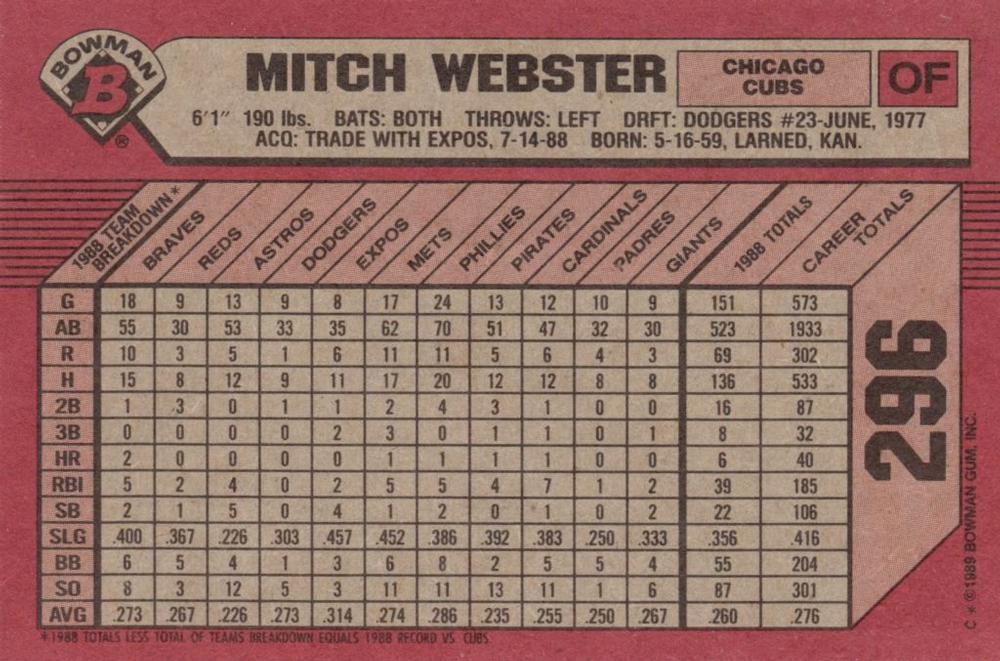 BOWMAN
B
®
MITCH WEBSTER
CHICAGO
CUBS
OF
6'1" 190 lbs. BATS: BOTH THROWS: LEFT DRFT: DODGERS #23-JUNE, 1977
ACQ: TRADE WITH EXPOS, 7-14-88 BORN: 5-16-59, LARNED, KAN.
1988 TEAM
BREAKDOWN* BRAVES REDS ASTROS DODGERS EXPOS METS PHILLIES PIRATES CARDINALS PADRES GIANTS 1988 TOTALS CAREER TOTALS
G 18 9 13 9 8 17 24 13 12 10 9 151 573
AB 55 30 53 33 35 62 70 51 47 32 30 523 1933
R 10 3 5 1 6 11 11 5 6 4 3 69 302
H 15 8 12 9 11 17 20 12 12 8 8 136 533
2B 1 3 0 1 1 2 4 3 1 0 0 16 87
3B 0 0 0 0 2 3 0 1 1 0 1 8 32
HR 2 0 0 0 0 1 1 1 1 0 0 6 40
RBI 5 2 4 0 2 5 5 4 7 1 2 39 185
SB 2 1 5 0 4 1 2 0 1 0 2 22 106
SLG .400 .367 .226 .303 .457 .452 .386 .392 .383 .250 .333 .356 .416
BB 6 5 4 1 3 6 8 2 5 5 4 55 204
SO 8 3 12 5 3 11 11 13 11 1 6 87 301
AVG .273 .267 .226 .273 .314 .274 .286 .235 .255 .250 .267 .260 .276
*1988 TOTALS LESS TOTAL OF TEAMS BREAKDOWN EQUALS 1988 RECORD VS. CUBS.
296
C * ©1989 BOWMAN GUM, INC.